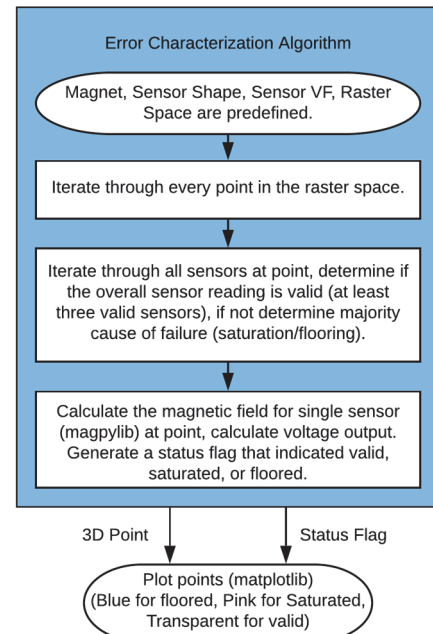 Error Characterization Algorithm
Magnet, Sensor Shape, Sensor VF, Raster
Space are predefined.
Iterate through every point in the raster space.
Iterate through all sensors at point, determine if
the overall sensor reading is valid (at least
three valid sensors), if not determine majority
cause of failure (saturation/flooring).
Calculate the magnetic field for single sensor
(magpylib) at point, calculate voltage output.
Generate a status flag that indicated valid,
saturated, or floored.
3D Point
Status Flag
Plot points (matplotlib)
(Blue for floored, Pink for Saturated,
Transparent for valid)